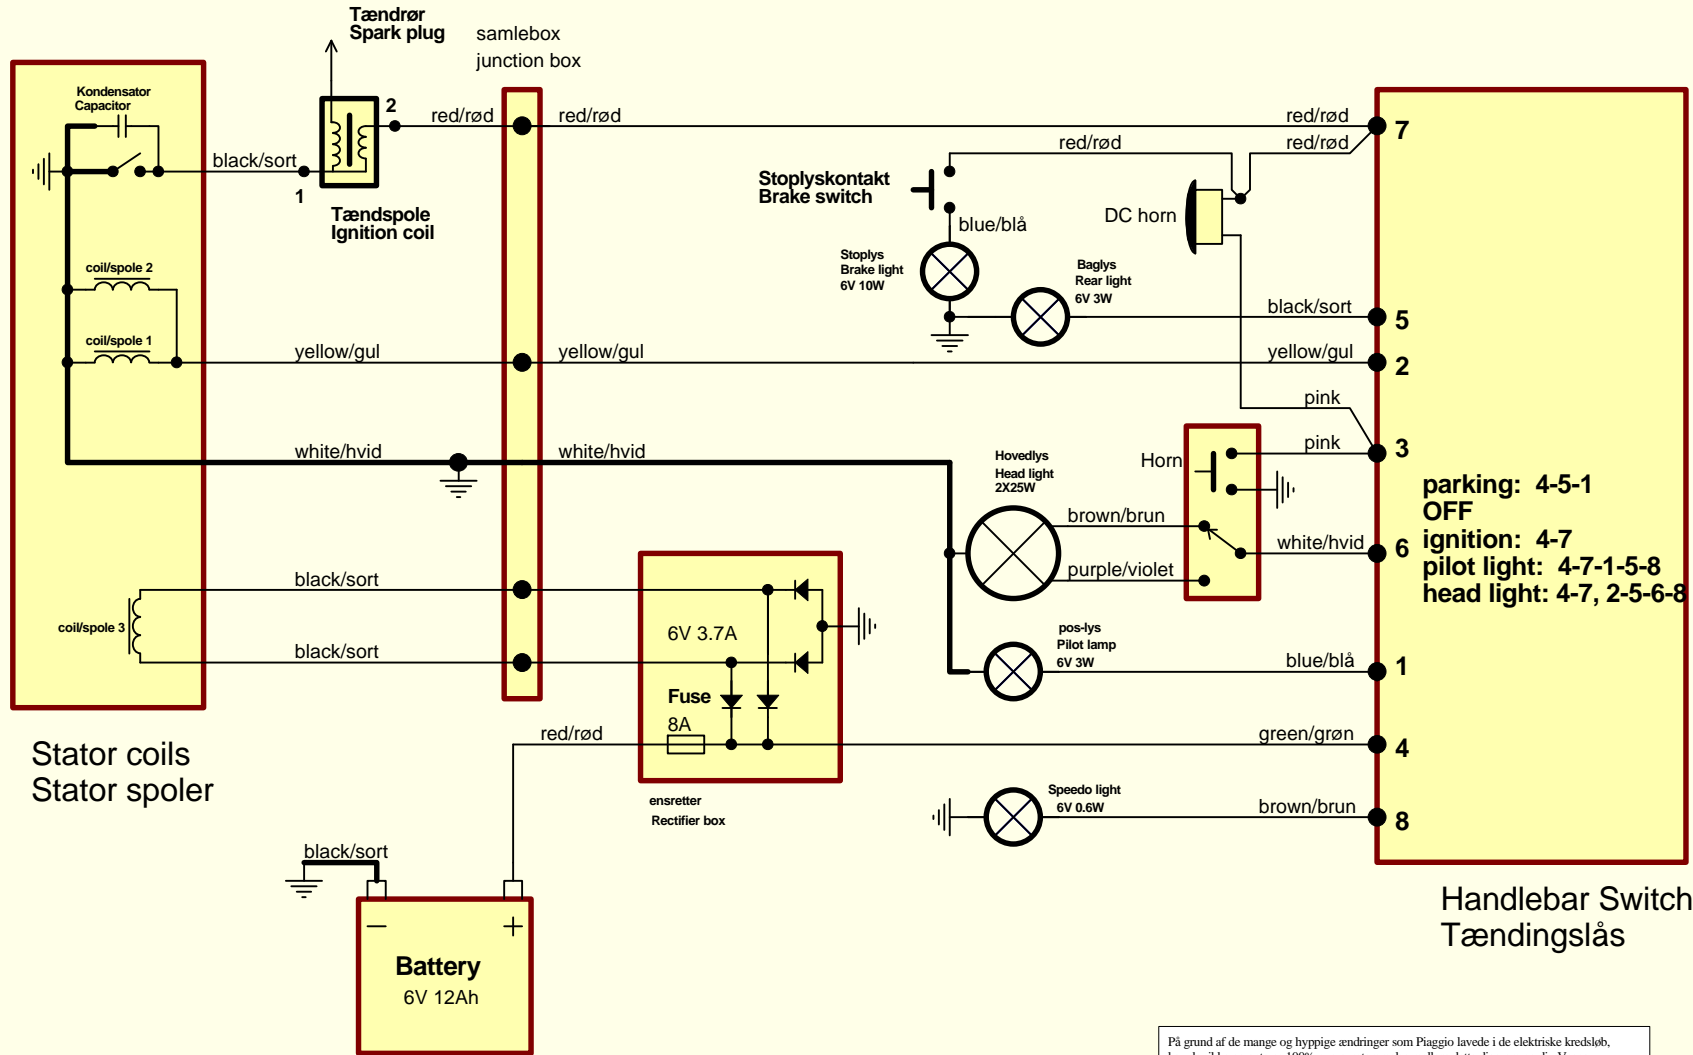 Tændrør
Spark plug
samlebox
junction box
Kondensator
Capacitor
2
red/rød
red/rød
red/rød
7
red/rød
red/rød
black/sort
1
Tændspole
Ignition coil
Stoplyskontakt
Brake switch
blue/blå
DC horn
Stoplys
Brake light
6V 10W
Baglys
Rear light
6V 3W
coil/spole 2
black/sort
5
coil/spole 1
yellow/gul
yellow/gul
yellow/gul
2
pink
white/hvid
white/hvid
Hovedlys
Head light
2X25W
Horn
pink
3
parking: 4-5-1
OFF
ignition: 4-7
pilot light: 4-7-1-5-8
head light: 4-7, 2-5-6-8
brown/brun
white/hvid
6
purple/violet
black/sort
coil/spole 3
black/sort
6V 3.7A
pos-lys
Pilot lamp
6V 3W
blue/blå
1
Fuse
8A
red/rød
green/grøn
4
Stator coils
Stator spoler
ensretter
Rectifier box
Speedo light
6V 0.6W
brown/brun
8
black/sort
Battery
6V 12Ah
Handlebar Switch
Tændingslås
På grund af de mange og hyppige ændringer som Piaggio lavede i de elektriske kredsløb,